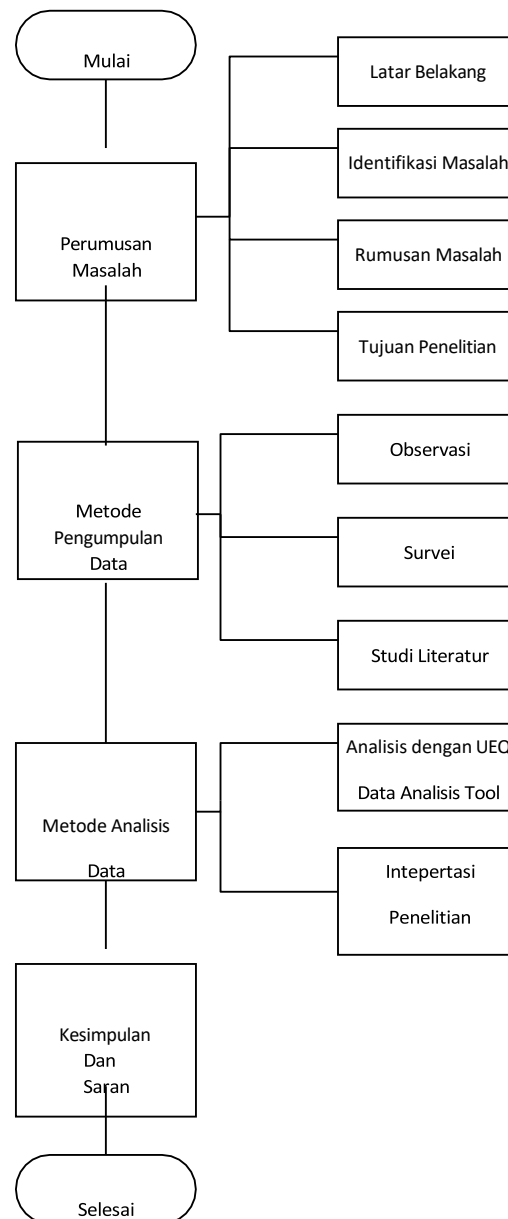 Mulai
Latar Belakang
Identifikasi Masalah
Perumusan
Masalah
Rumusan Masalah
Tujuan Penelitian
Metode
Pengumpulan
Data
Observasi
Survei
Studi Literatur
Metode Analisis
Data
Analisis dengan UEQ
Data Analysis Tool
Intepertasi
Penelitian
Kesimpulan
Dan
Saran
Selesai